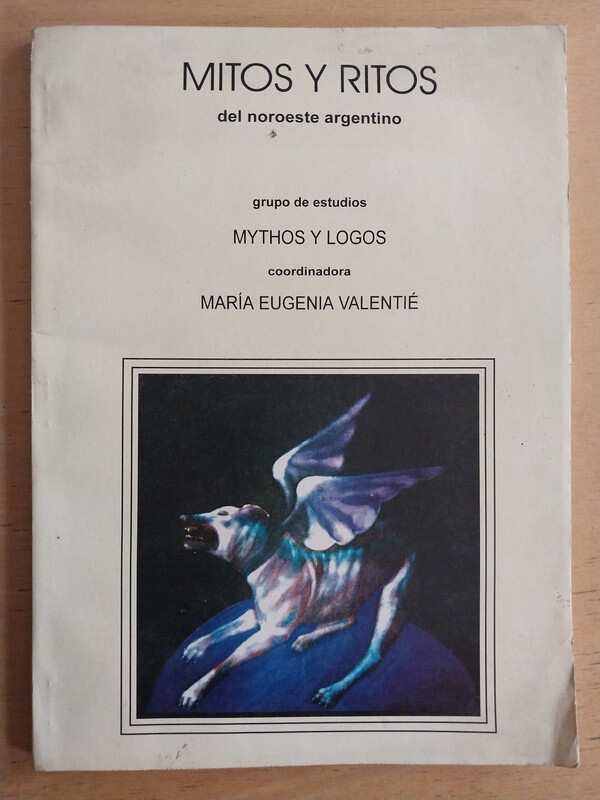 MITOS Y RITOS
del noroeste argentino
grupo de estudios
MYTHOS Y LOGOS
coordinadora
MARÍA EUGENIA VALENTIÉ